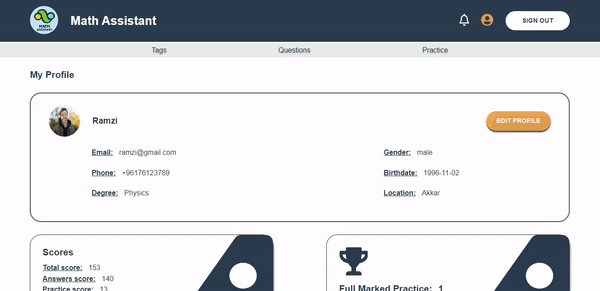 Math Assistant
SIGN OUT
MATH
ASSISTANT
Tags Questions Practice
My Profile
Ramzi
EDIT PROFILE
Email: ramzi@gmail.com Gender: male
Phone: +96176123789 Birthdate: 1996-11-02
Degree: Physics Location: Akkar
Scores
Total score: 153
Answers score: 140
Practice score: 13
Full Marked Practice: 1